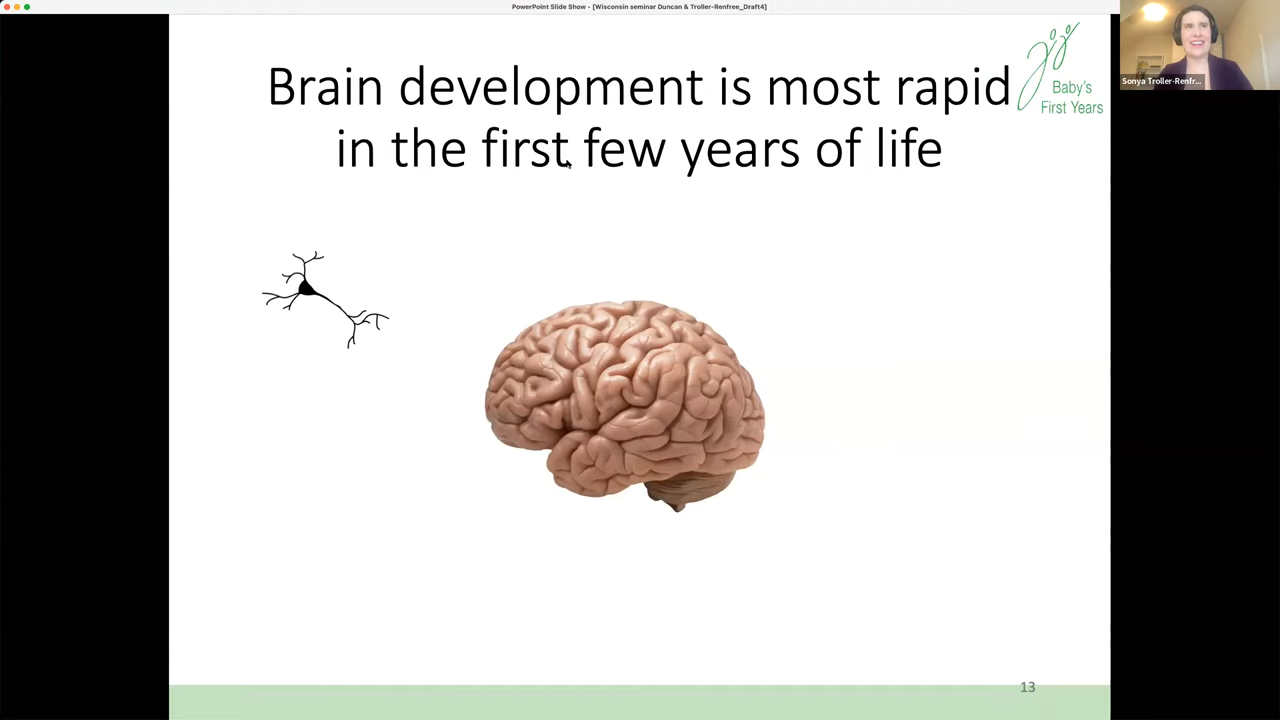 PowerPoint Slide Show - [Wisconsin seminar Duncan & Troller-Renfree_Draft4]
Brain development is most rapid
in the first few years of life
Baby's
First Years
Sonya Troller-Renfr...
13